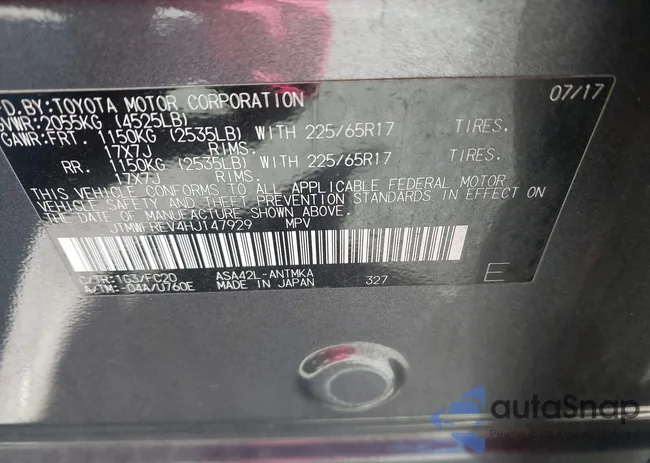 D. BY: TOYOTA MOTOR CORPORATION 07/17
GVWR: 2055KG (4525LB)
GAWR: FRT. 1150KG (2535LB) WITH 225/65R17 TIRES.
17X7J RIMS.
RR. 1150KG (2535LB) WITH 225/65R17 TIRES.
17X7J RIMS.
THIS VEHICLE CONFORMS TO ALL APPLICABLE FEDERAL MOTOR
VEHICLE SAFETY AND THEFT PREVENTION STANDARDS IN EFFECT ON
THE DATE OF MANUFACTURE SHOWN ABOVE.
JTMWFREV4HJ147929 MPV
C/TR: 1G3/FC20 ASA42L-ANTMKA E
A/TM: -04A/U760E MADE IN JAPAN 327
autaSnap